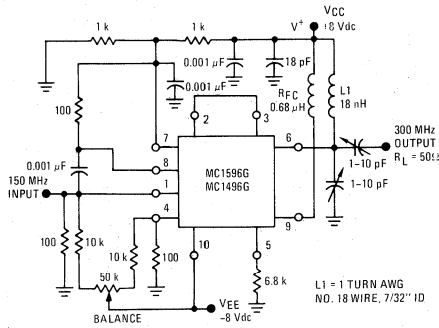 VCC
V+ +8 Vdc
1 k
1 k
0.001 µF
18 pF
0.001 µF
RFC
0.68 µH
L1
18 nH
100
2
3
7
6
300 MHz
OUTPUT
RL = 50Ω
1–10 pF
8
0.001 µF
MC1596G
MC1496G
150 MHz
INPUT
1
1–10 pF
4
9
10
5
100
10 k
10 k
100
6.8 k
50 k
BALANCE
VEE
-8 Vdc
L1 = 1 TURN AWG
NO. 18 WIRE, 7/32" ID